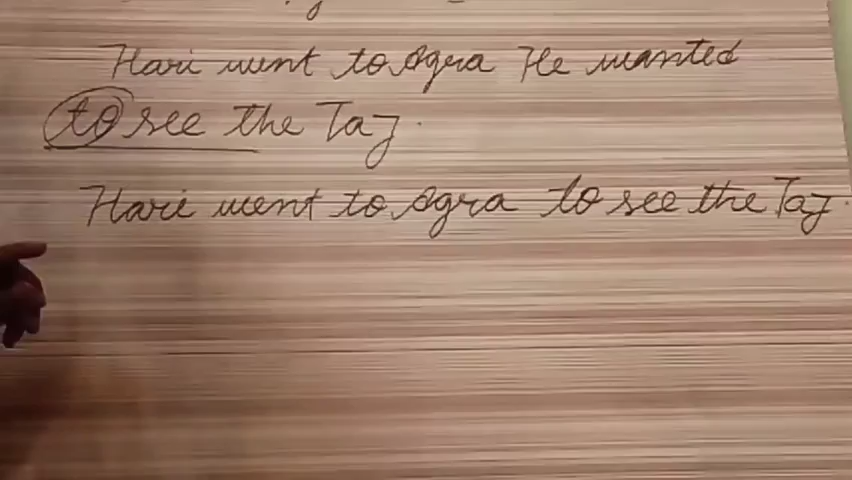 Hari went to Agra He wanted
to see the Taj.
Hari went to Agra to see the Taj.